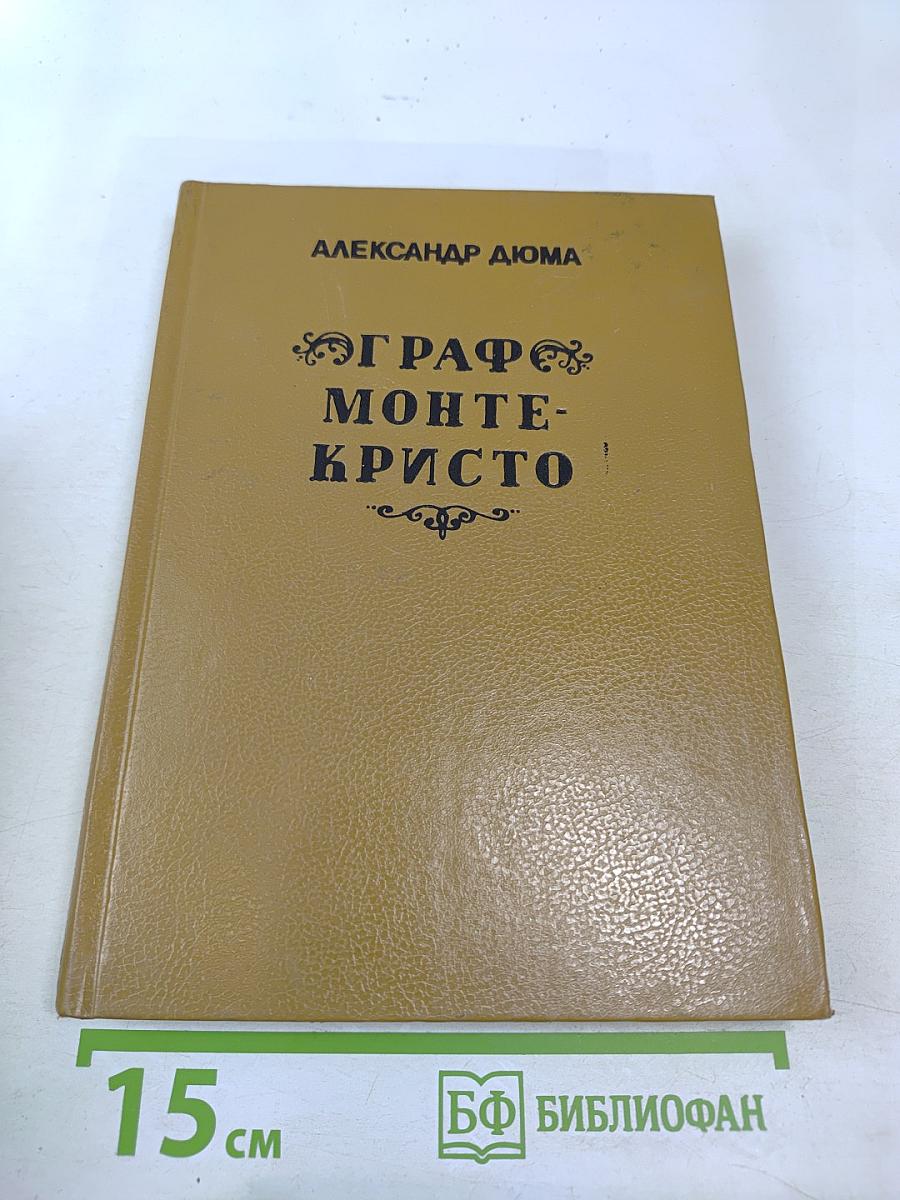 АЛЕКСАНДР ДЮМА
ГРАФ
МОНТЕ-
КРИСТО
15 см
БФ БИБЛИОФАН